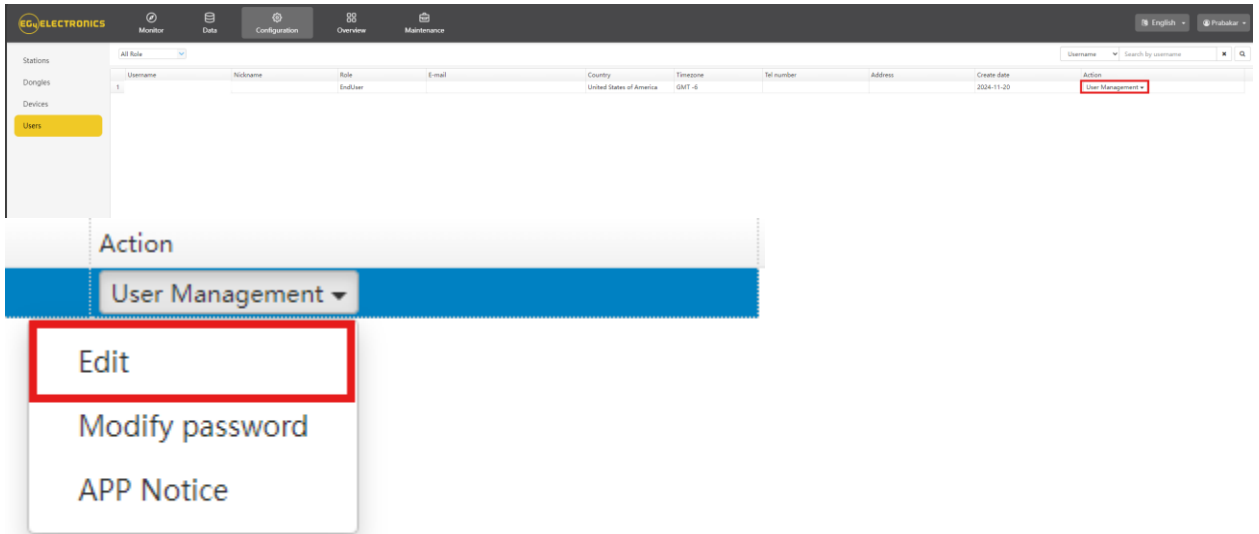 EG4 ELECTRONICS
Monitor
Data
Configuration
Overview
Maintenance
English
Prabakar
Stations
Dongles
Devices
Users
All Role
Username
Search by username
Username Nickname Role E-mail Country Timezone Tel number Address Create date Action
1 EndUser United States of America GMT -6 2024-11-20 User Management
Action
User Management
Edit
Modify password
APP Notice